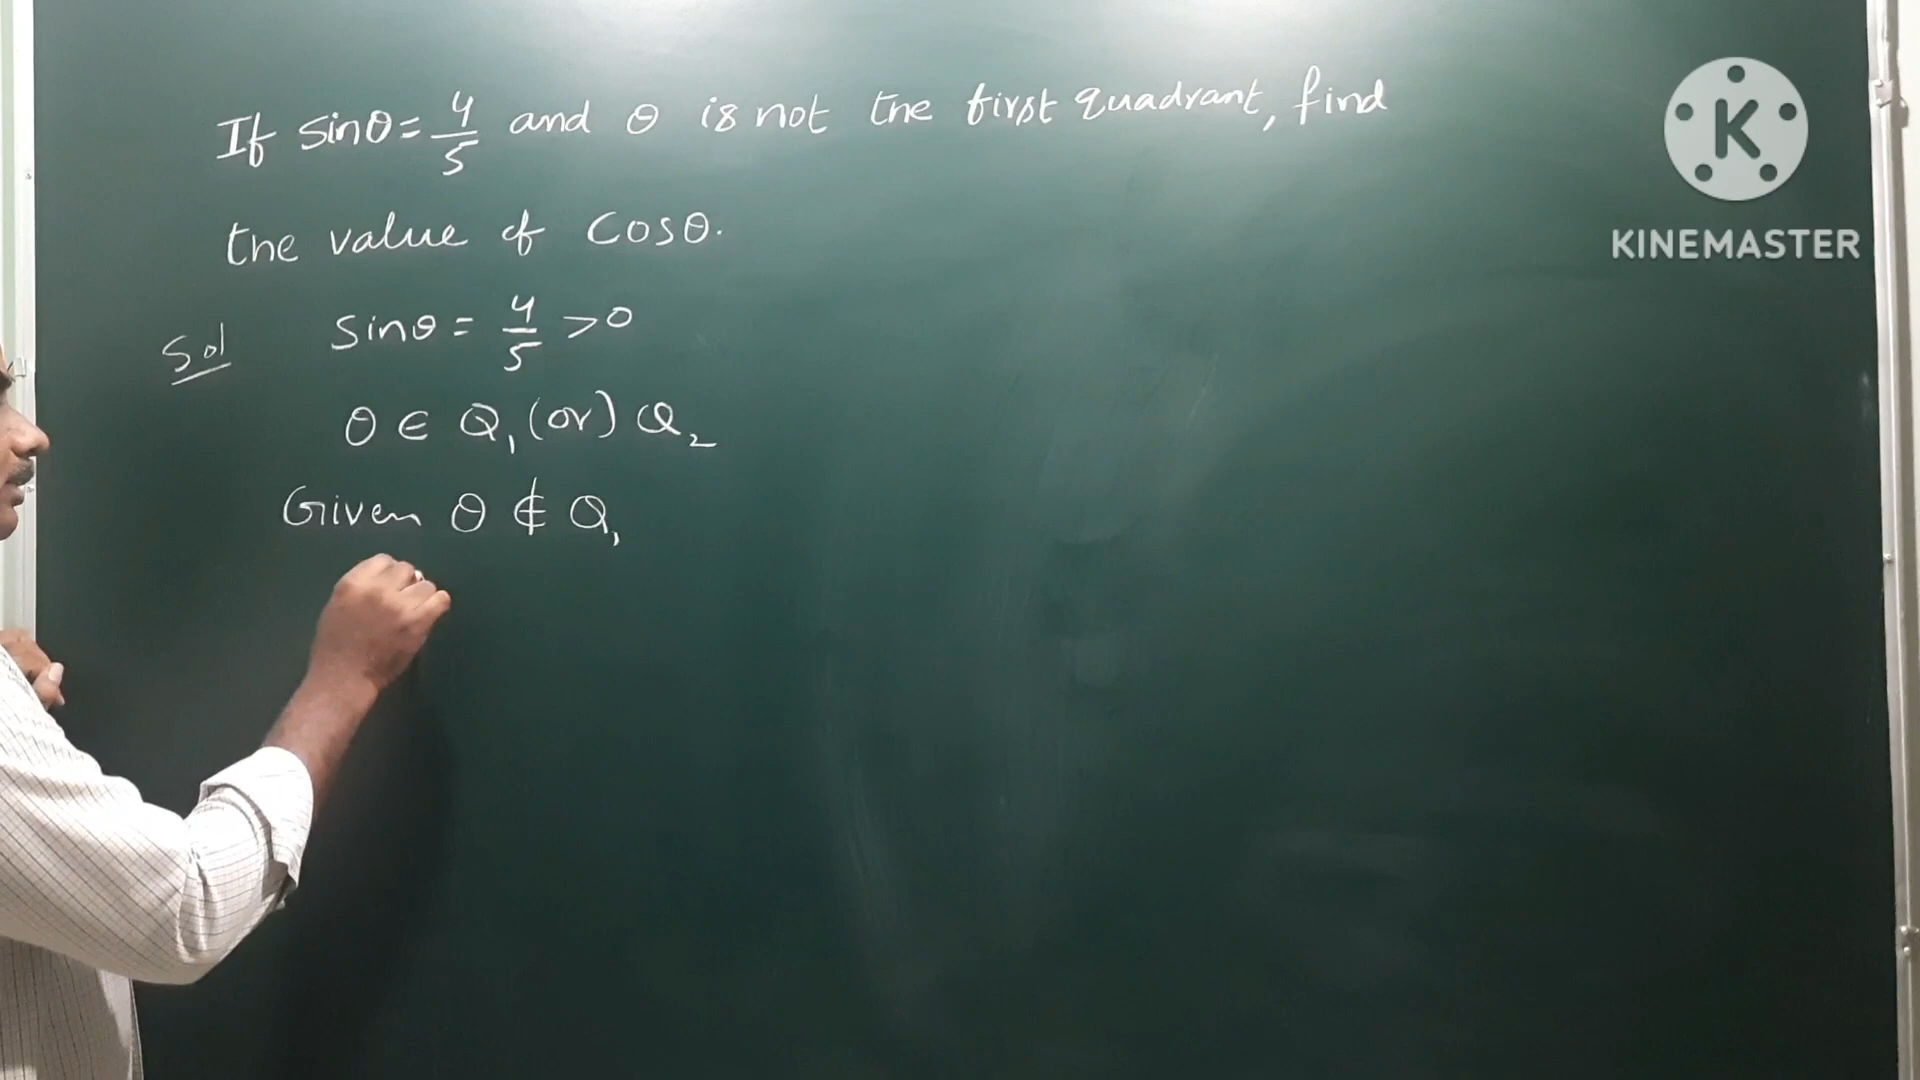 If sinθ = 4/5 and θ is not the first quadrant, find
the value of Cosθ.
Sol sinθ = 4/5 > 0
θ ∈ Q₁ (or) Q₂
Given θ ∉ Q₁
K
KINEMASTER